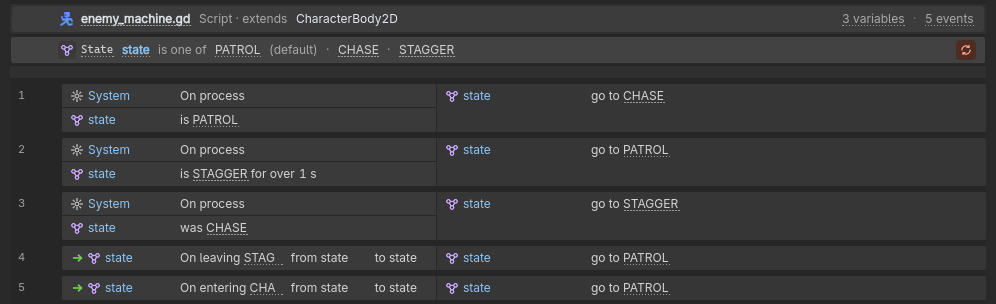 enemy_machine.gd Script · extends CharacterBody2D 3 variables · 5 events
State state is one of PATROL (default) · CHASE · STAGGER
1 System On process state go to CHASE
state is PATROL
2 System On process state go to PATROL
state is STAGGER for over 1 s
3 System On process state go to STAGGER
state was CHASE
4 state On leaving STAG from state to state state go to PATROL
5 state On entering CHA from state to state state go to PATROL